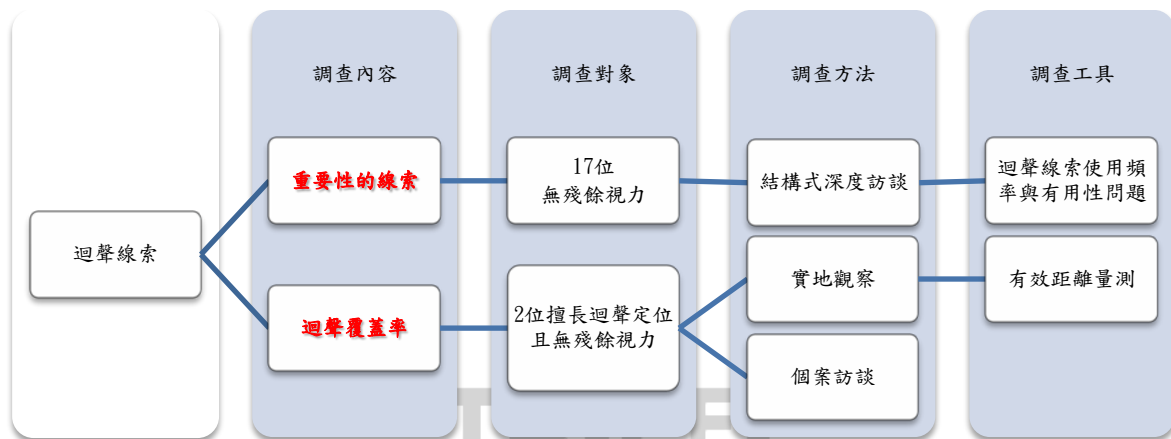 調查內容
調查對象
調查方法
調查工具
迴聲線索
重要性的線索
17位
無殘餘視力
結構式深度訪談
迴聲線索使用頻
率與有用性問題
迴聲覆蓋率
2位擅長迴聲定位
且無殘餘視力
實地觀察
有效距離量測
個案訪談